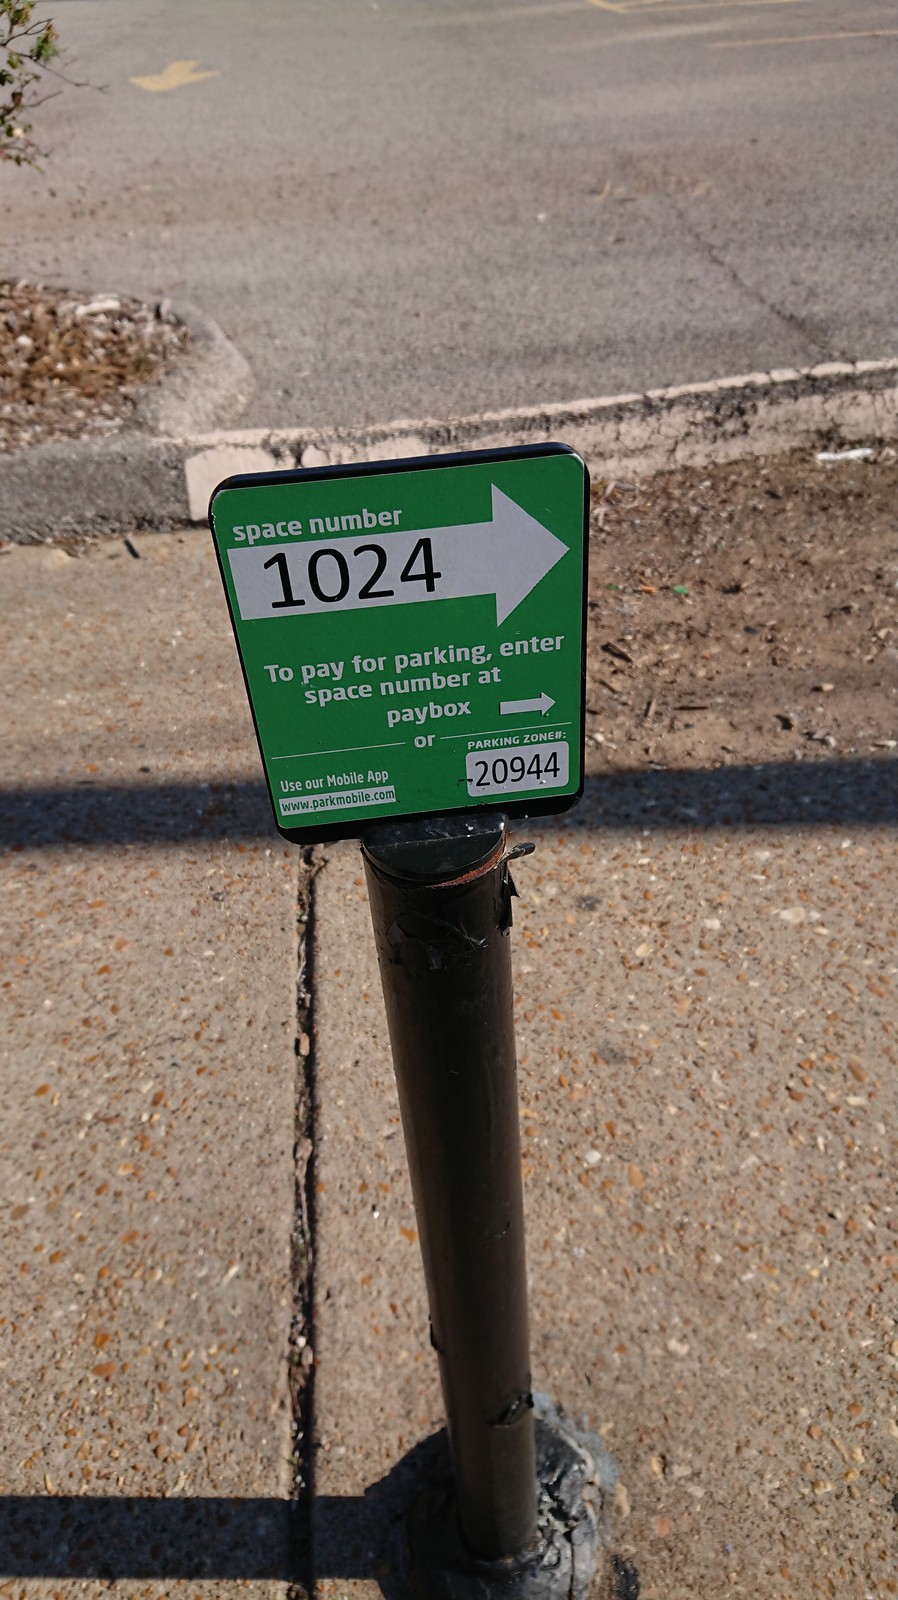 space number
1024
To pay for parking, enter
space number at
paybox
or
PARKING ZONE#:
20944
Use our Mobile App
www.parkmobile.com